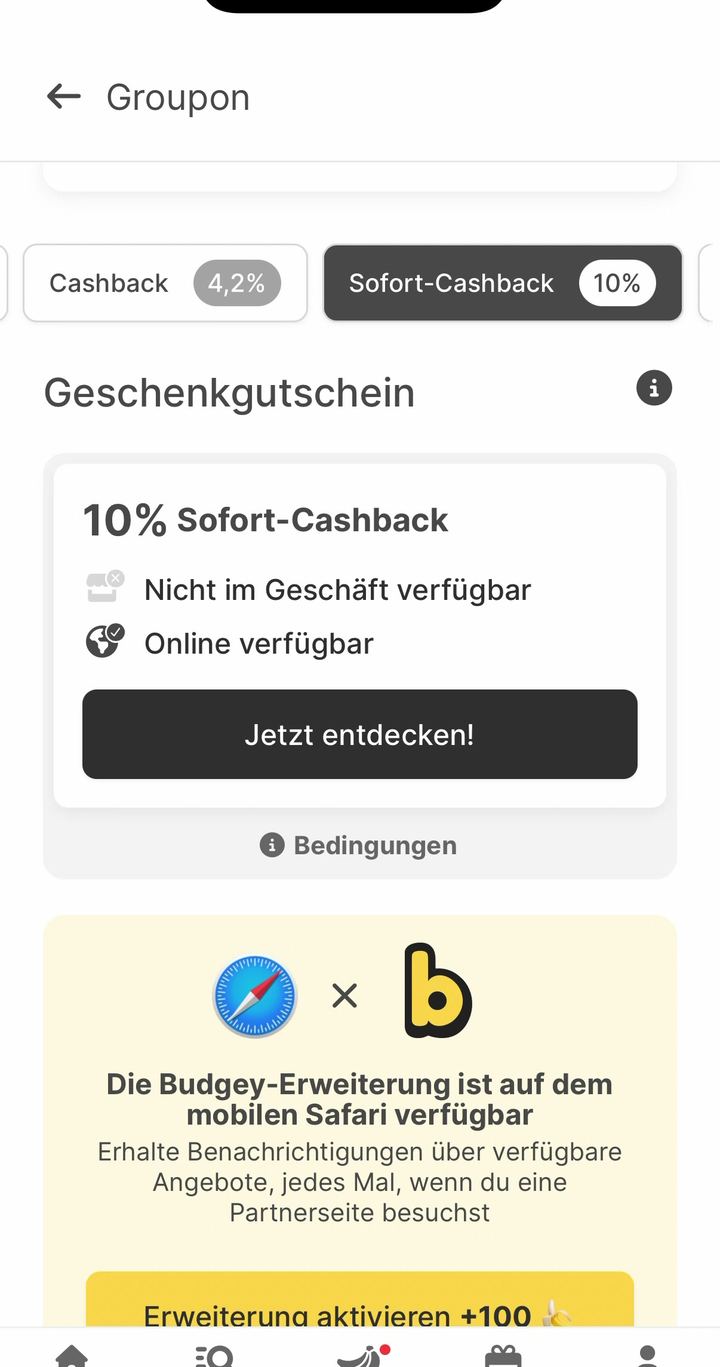 Groupon
Cashback 4,2%
Sofort-Cashback 10%
Geschenkgutschein
10% Sofort-Cashback
Nicht im Geschäft verfügbar
Online verfügbar
Jetzt entdecken!
Bedingungen
b
Die Budgey-Erweiterung ist auf dem
mobilen Safari verfügbar
Erhalte Benachrichtigungen über verfügbare
Angebote, jedes Mal, wenn du eine
Partnerseite besuchst
Erweiterung aktivieren +100 🍌